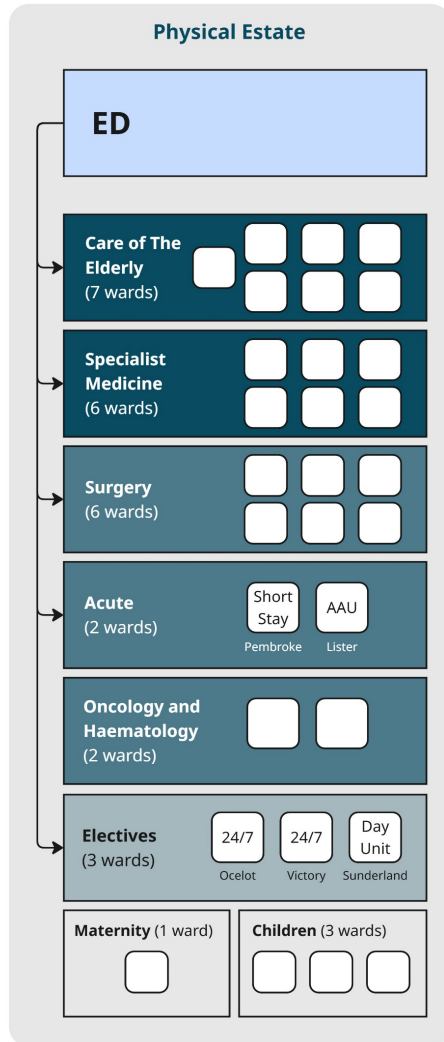 Physical Estate
ED
Care of The
Elderly
(7 wards)
Specialist
Medicine
(6 wards)
Surgery
(6 wards)
Acute
(2 wards)
Short
Stay
Pembroke
AAU
Lister
Oncology and
Haematology
(2 wards)
Electives
(3 wards)
24/7
Ocelot
24/7
Victory
Day
Unit
Sunderland
Maternity (1 ward)
Children (3 wards)